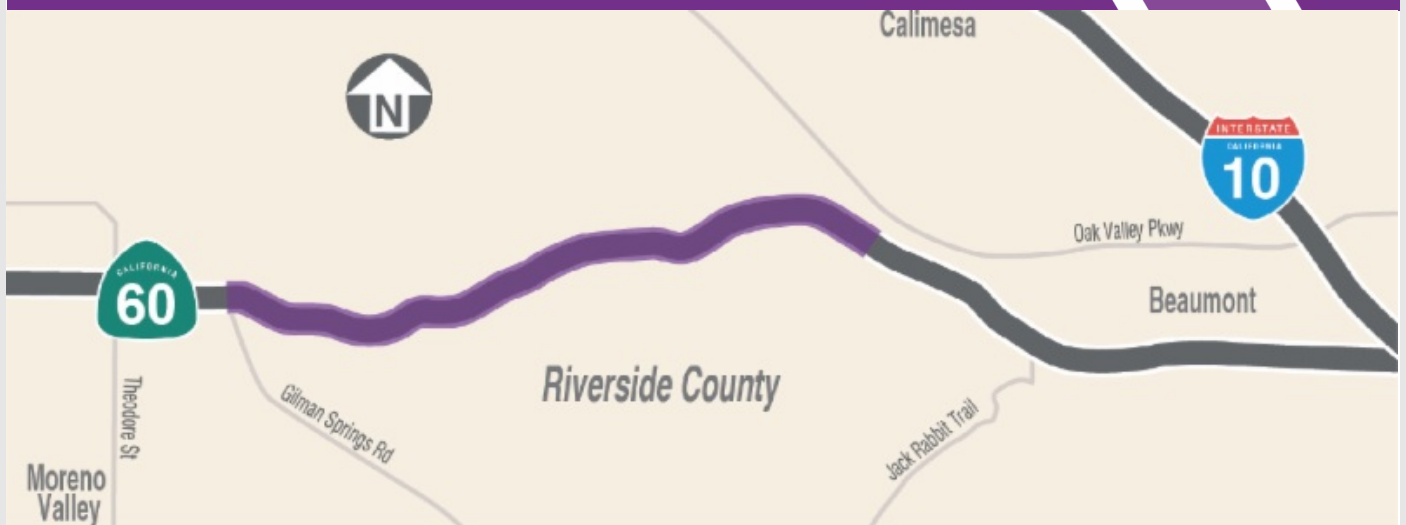 Calimesa
N
INTERSTATE
CALIFORNIA
10
Oak Valley Pkwy
CALIFORNIA
60
Beaumont
Riverside County
Theodore St
Gilman Springs Rd
Jack Rabbit Trail
Moreno
Valley